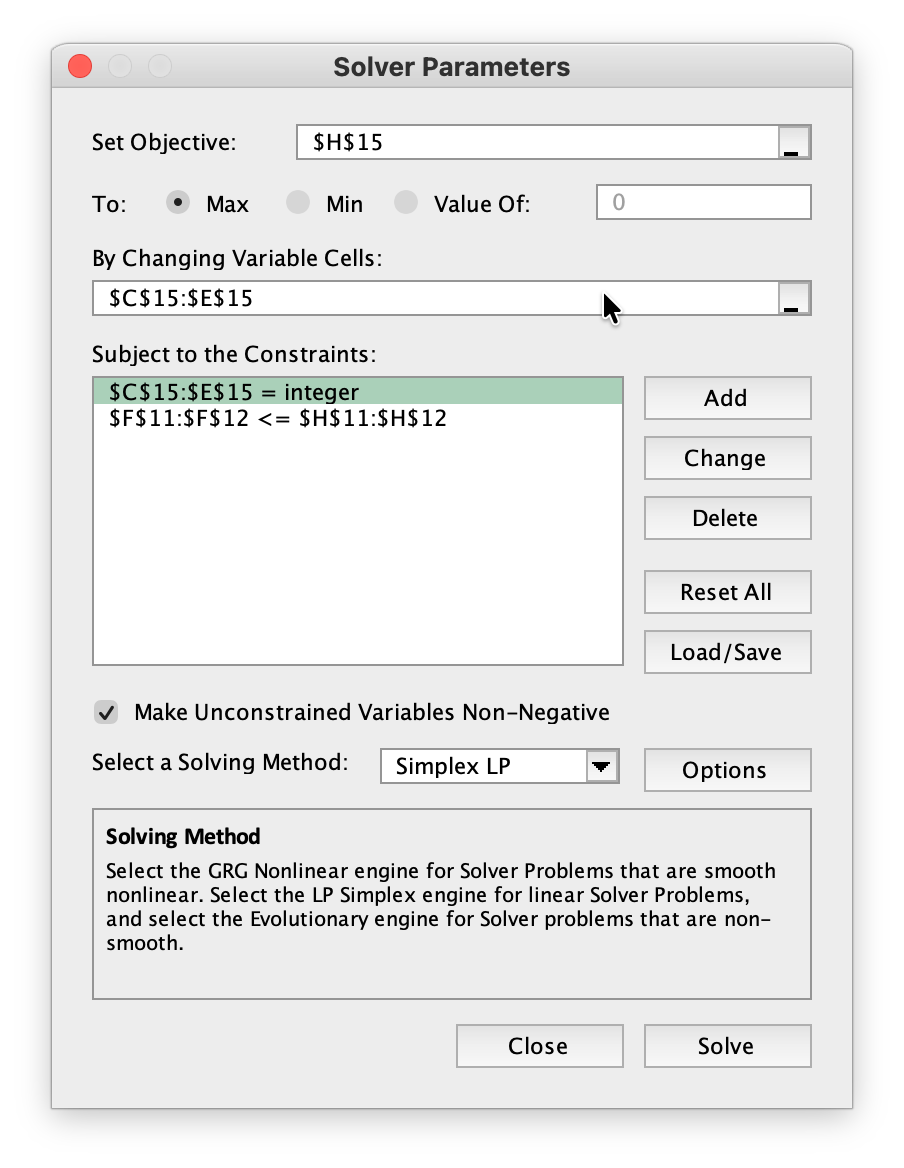 Solver Parameters
Set Objective: $H$15
To: Max Min Value Of: 0
By Changing Variable Cells:
$C$15:$E$15
Subject to the Constraints:
$C$15:$E$15 = integer
$F$11:$F$12 <= $H$11:$H$12
Add
Change
Delete
Reset All
Load/Save
Make Unconstrained Variables Non-Negative
Select a Solving Method: Simplex LP Options
Solving Method
Select the GRG Nonlinear engine for Solver Problems that are smooth
nonlinear. Select the LP Simplex engine for linear Solver Problems,
and select the Evolutionary engine for Solver problems that are non-
smooth.
Close Solve